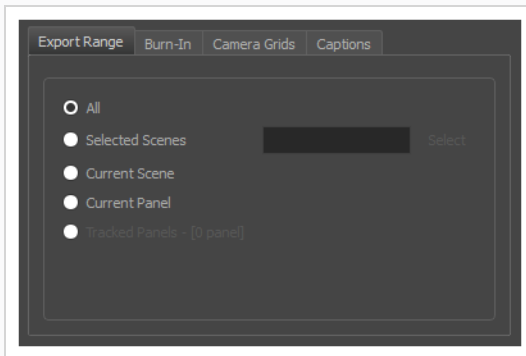 Export Range Burn-In Camera Grids Captions
All
Selected Scenes Select
Current Scene
Current Panel
Tracked Panels - [0 panel]